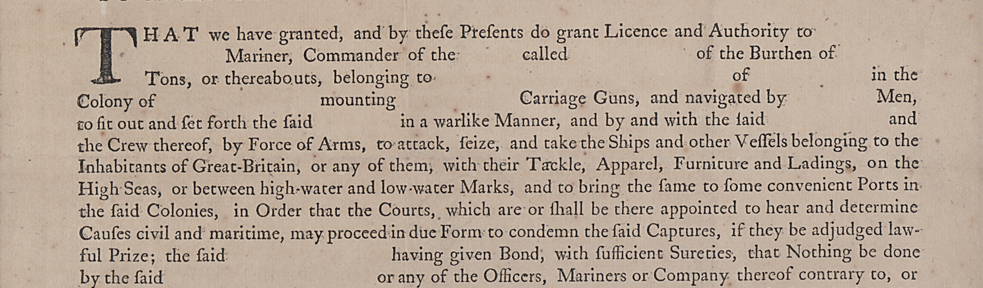 THAT we have granted, and by theſe Preſents do grant Licence and Authority to
Mariner, Commander of the called of the Burthen of
Tons, or thereabouts, belonging to of in the
Colony of mounting Carriage Guns, and navigated by Men,
to fit out and ſet forth the ſaid in a warlike Manner, and by and with the ſaid and
the Crew thereof, by Force of Arms, to attack, ſeize, and take the Ships and other Veſſels belonging to the
Inhabitants of Great-Britain, or any of them, with their Tackle, Apparel, Furniture and Ladings, on the
High Seas, or between high-water and low-water Marks, and to bring the ſame to ſome convenient Ports in
the ſaid Colonies, in Order that the Courts, which are or ſhall be there appointed to hear and determine
Cauſes civil and maritime, may proceed in due Form to condemn the ſaid Captures, if they be adjudged law-
ful Prize; the ſaid having given Bond, with ſufficient Sureties, that Nothing be done
by the ſaid or any of the Officers, Mariners or Company thereof contrary to, or